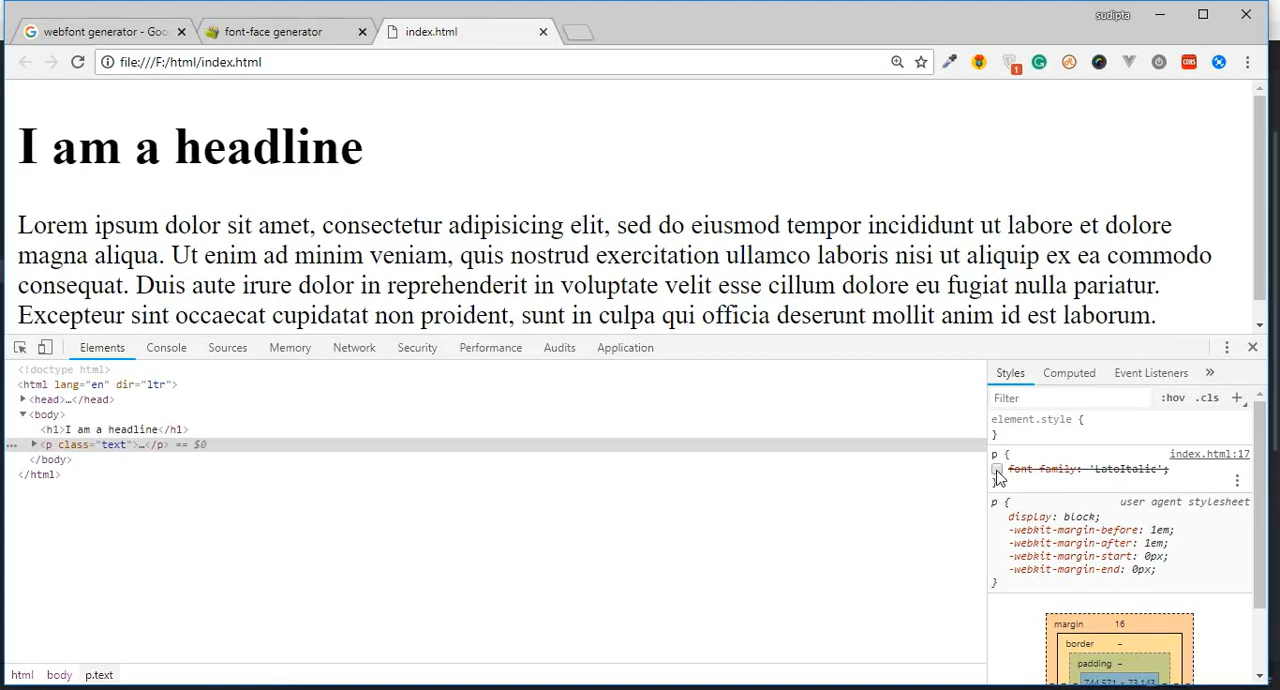 sudipta
webfont generator - Goo
font-face generator
index.html
file:///F:/html/index.html
1
CORS
I am a headline
Lorem ipsum dolor sit amet, consectetur adipisicing elit, sed do eiusmod tempor incididunt ut labore et dolore
magna aliqua. Ut enim ad minim veniam, quis nostrud exercitation ullamco laboris nisi ut aliquip ex ea commodo
consequat. Duis aute irure dolor in reprehenderit in voluptate velit esse cillum dolore eu fugiat nulla pariatur.
Excepteur sint occaecat cupidatat non proident, sunt in culpa qui officia deserunt mollit anim id est laborum.
Elements Console Sources Memory Network Security Performance Audits Application
<!doctype html>
<html lang="en" dir="ltr">
<head>…</head>
<body>
<h1>I am a headline</h1>
<p class="text">…</p> == $0
</body>
</html>
html body p.text
Styles Computed Event Listeners »
Filter :hov .cls +
element.style {
}
p { index.html:17
font-family: 'LatoItalic';
}
p { user agent stylesheet
display: block;
-webkit-margin-before: 1em;
-webkit-margin-after: 1em;
-webkit-margin-start: 0px;
-webkit-margin-end: 0px;
}
margin 16
border –
padding –
744.571 × 73.143